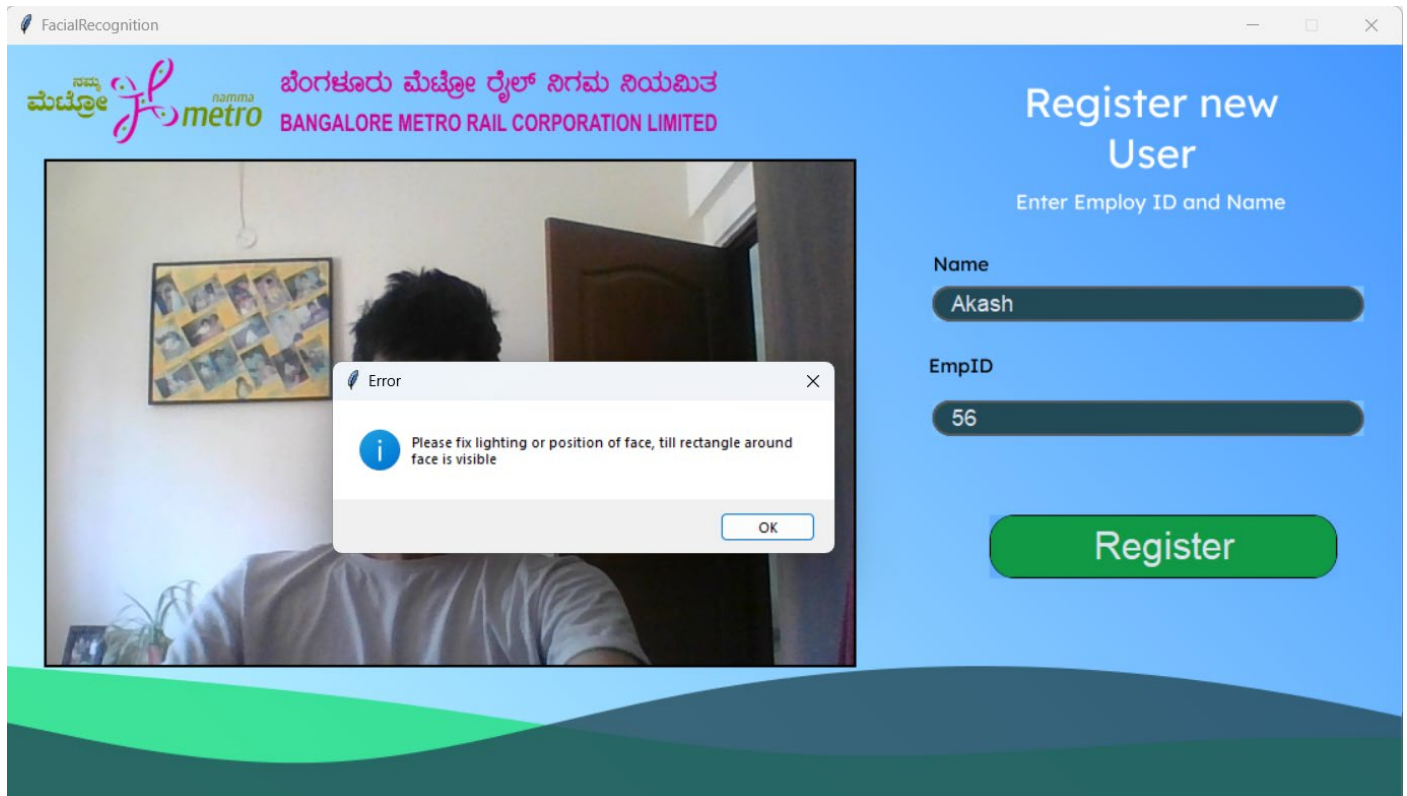 FacialRecognition
ನಮ್ಮ
ಮೆಟ್ರೋ
namma
metro
ಬೆಂಗಳೂರು ಮೆಟ್ರೋ ರೈಲ್ ನಿಗಮ ನಿಯಮಿತ
BANGALORE METRO RAIL CORPORATION LIMITED
Register new
User
Enter Employ ID and Name
Name
Akash
EmpID
56
Register
Error
Please fix lighting or position of face, till rectangle around
face is visible
OK